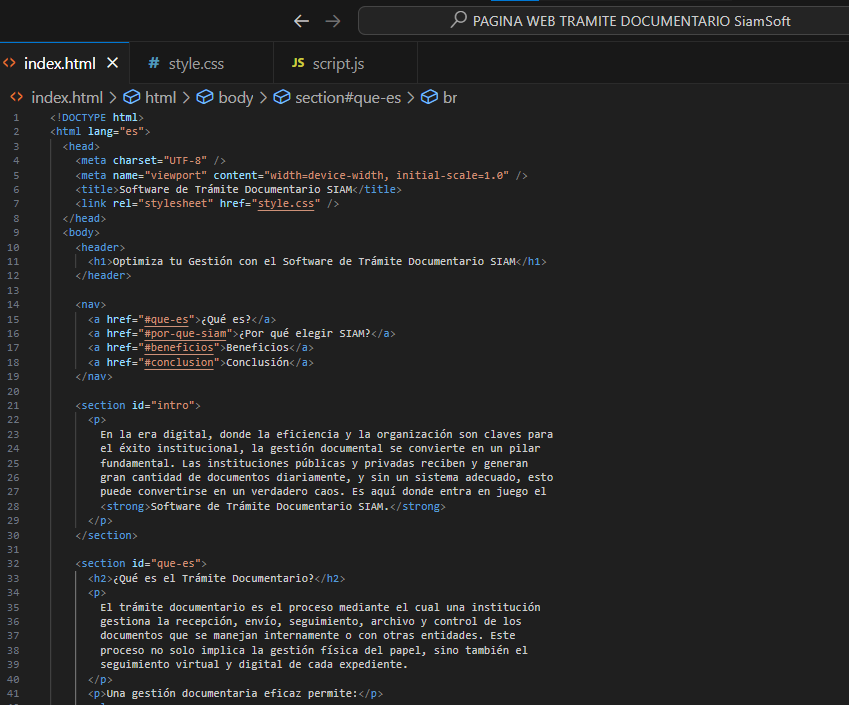 PAGINA WEB TRAMITE DOCUMENTARIO SiamSoft
<> index.html # style.css JS script.js
<> index.html > html > body > section#que-es > br
1 <!DOCTYPE html>
2 <html lang="es">
3 <head>
4 <meta charset="UTF-8" />
5 <meta name="viewport" content="width=device-width, initial-scale=1.0" />
6 <title>Software de Trámite Documentario SIAM</title>
7 <link rel="stylesheet" href="style.css" />
8 </head>
9 <body>
10 <header>
11 <h1>Optimiza tu Gestión con el Software de Trámite Documentario SIAM</h1>
12 </header>
13
14 <nav>
15 <a href="#que-es">¿Qué es?</a>
16 <a href="#por-que-siam">¿Por qué elegir SIAM?</a>
17 <a href="#beneficios">Beneficios</a>
18 <a href="#conclusion">Conclusión</a>
19 </nav>
20
21 <section id="intro">
22 <p>
23 En la era digital, donde la eficiencia y la organización son claves para
24 el éxito institucional, la gestión documental se convierte en un pilar
25 fundamental. Las instituciones públicas y privadas reciben y generan
26 gran cantidad de documentos diariamente, y sin un sistema adecuado, esto
27 puede convertirse en un verdadero caos. Es aquí donde entra en juego el
28 <strong>Software de Trámite Documentario SIAM.</strong>
29 </p>
30 </section>
31
32 <section id="que-es">
33 <h2>¿Qué es el Trámite Documentario?</h2>
34 <p>
35 El trámite documentario es el proceso mediante el cual una institución
36 gestiona la recepción, envío, seguimiento, archivo y control de los
37 documentos que se manejan internamente o con otras entidades. Este
38 proceso no solo implica la gestión física del papel, sino también el
39 seguimiento virtual y digital de cada expediente.
40 </p>
41 <p>Una gestión documentaria eficaz permite:</p>